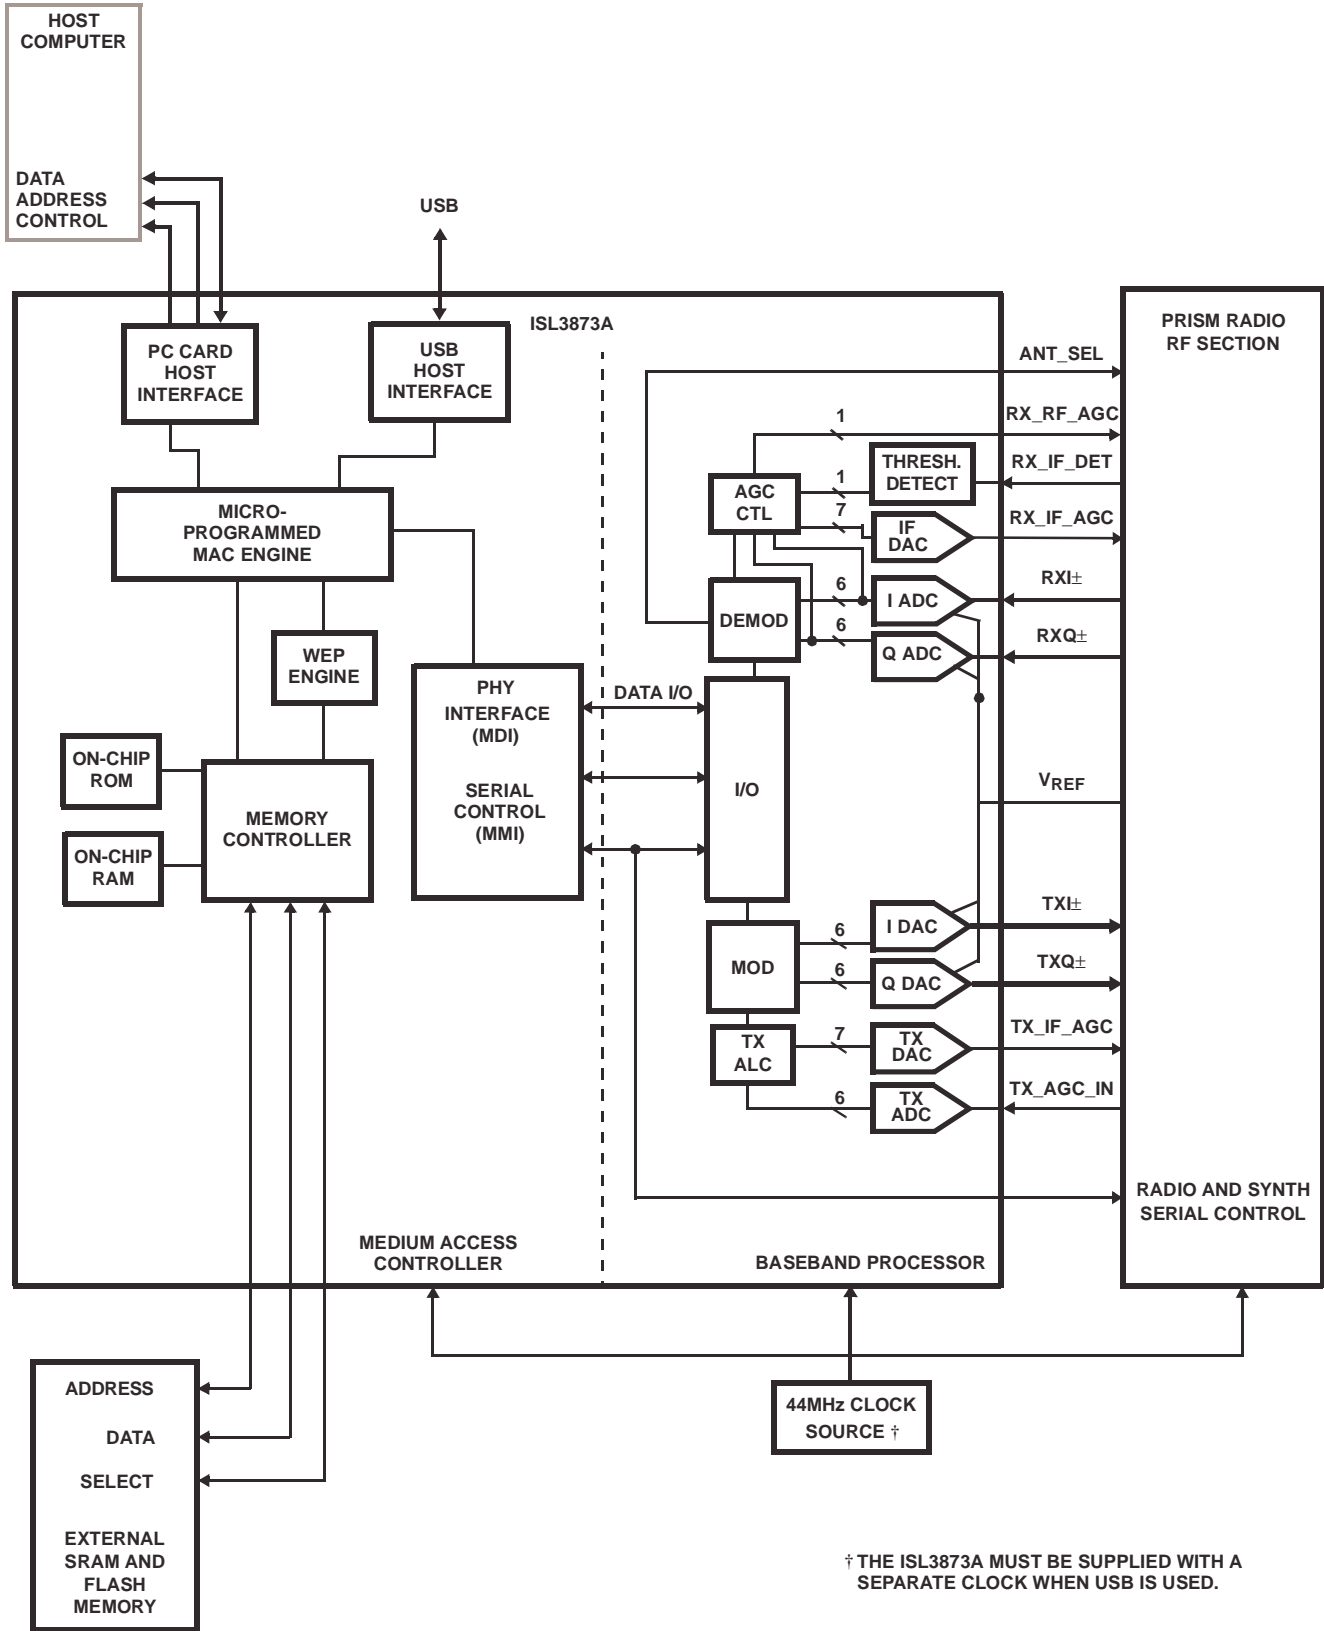 HOST
COMPUTER
DATA
ADDRESS
CONTROL
USB
ISL3873A
PC CARD
HOST
INTERFACE
USB
HOST
INTERFACE
MICRO-
PROGRAMMED
MAC ENGINE
WEP
ENGINE
ON-CHIP
ROM
ON-CHIP
RAM
MEMORY
CONTROLLER
PHY
INTERFACE
(MDI)
SERIAL
CONTROL
(MMI)
DATA I/O
MEDIUM ACCESS
CONTROLLER
AGC
CTL
1
1
7
THRESH.
DETECT
IF
DAC
DEMOD
6
6
I ADC
Q ADC
I/O
MOD
6
6
I DAC
Q DAC
TX
ALC
7
6
TX
DAC
TX
ADC
BASEBAND PROCESSOR
ANT_SEL
RX_RF_AGC
RX_IF_DET
RX_IF_AGC
RXI±
RXQ±
VREF
TXI±
TXQ±
TX_IF_AGC
TX_AGC_IN
PRISM RADIO
RF SECTION
RADIO AND SYNTH
SERIAL CONTROL
44MHz CLOCK
SOURCE †
ADDRESS
DATA
SELECT
EXTERNAL
SRAM AND
FLASH
MEMORY
† THE ISL3873A MUST BE SUPPLIED WITH A
SEPARATE CLOCK WHEN USB IS USED.